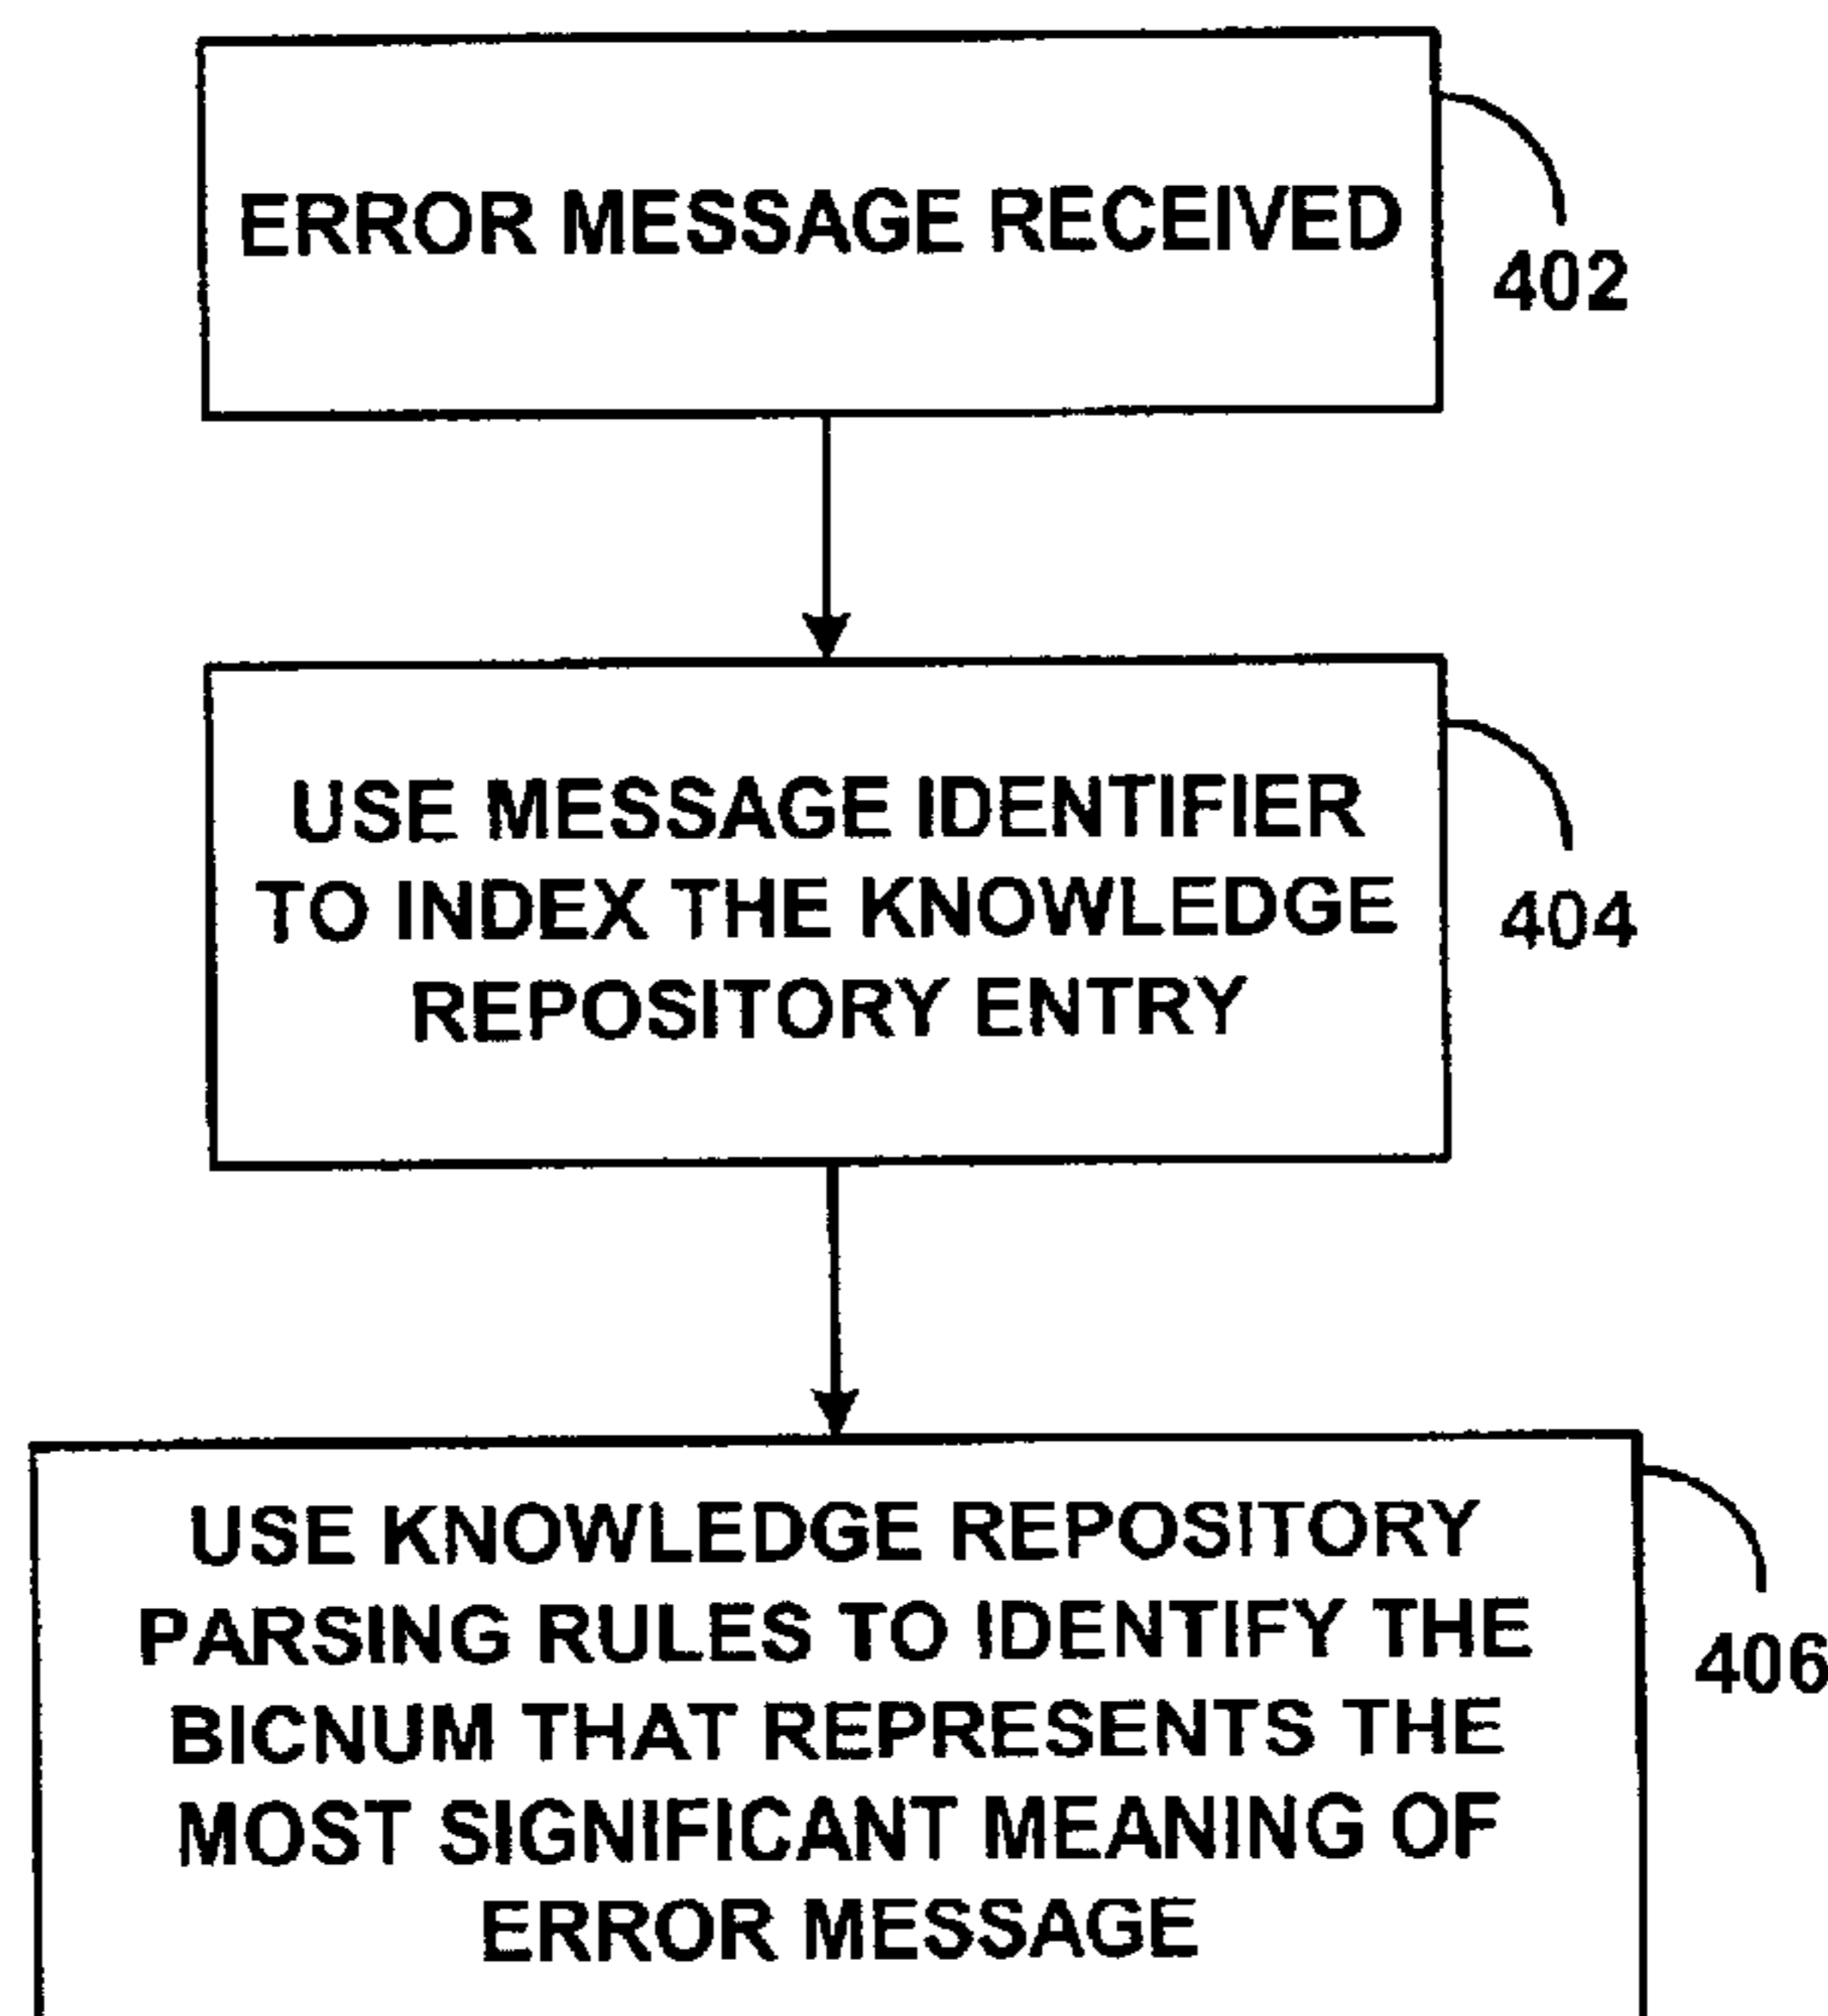 ERROR MESSAGE RECEIVED
402
USE MESSAGE IDENTIFIER
TO INDEX THE KNOWLEDGE
REPOSITORY ENTRY
404
USE KNOWLEDGE REPOSITORY
PARSING RULES TO IDENTIFY THE
BICNUM THAT REPRESENTS THE
MOST SIGNIFICANT MEANING OF
ERROR MESSAGE
406